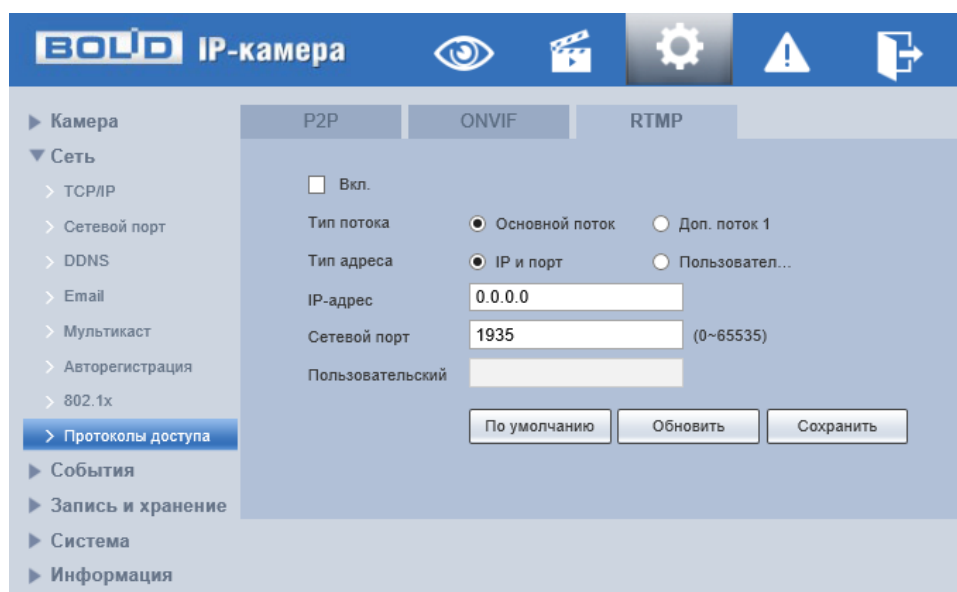 BOLID IP-камера
Камера
Сеть
TCP/IP
Сетевой порт
DDNS
Email
Мультикаст
Авторегистрация
802.1x
Протоколы доступа
События
Запись и хранение
Система
Информация
P2P ONVIF RTMP
Вкл.
Тип потока Основной поток Доп. поток 1
Тип адреса IP и порт Пользовател...
IP-адрес 0.0.0.0
Сетевой порт 1935 (0~65535)
Пользовательский
По умолчанию Обновить Сохранить